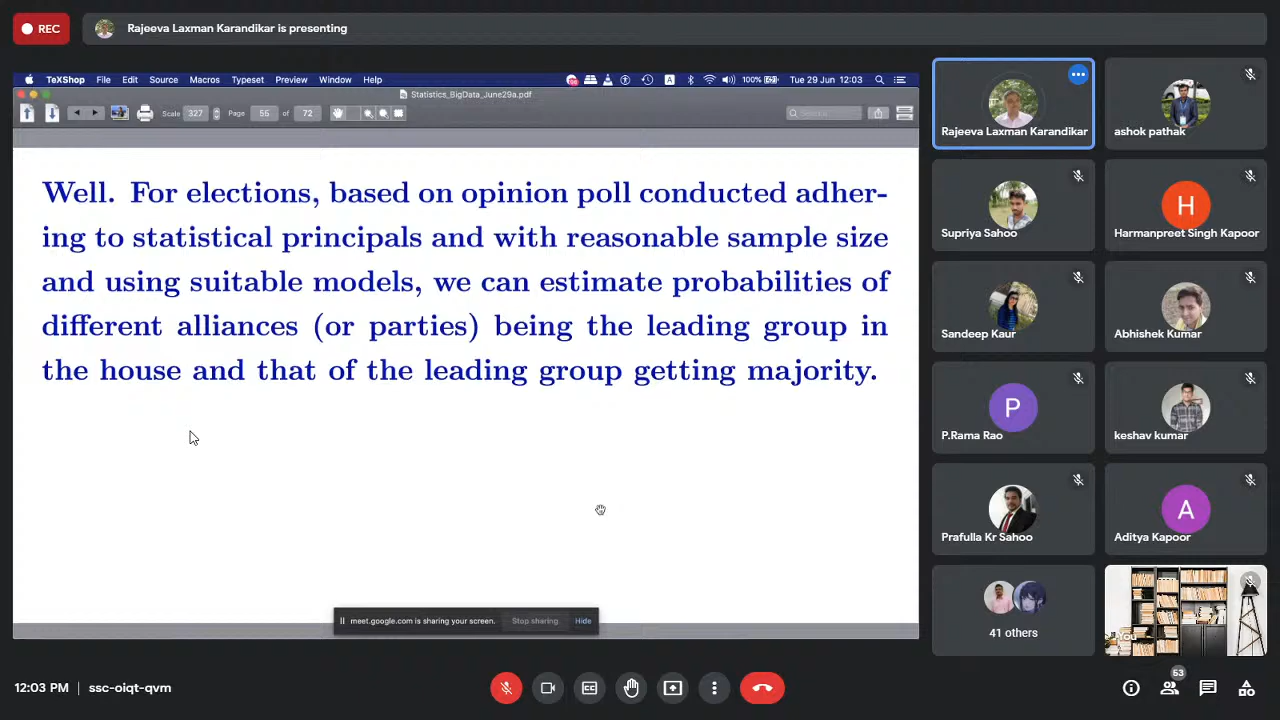 REC
Rajeeva Laxman Karandikar is presenting
TeXShop File Edit Source Macros Typeset Preview Window Help 100% Tue 29 Jun 12:03
Statistics_BigData_June29a.pdf
Scale 327 Page 55 of 72 Search
Well. For elections, based on opinion poll conducted adher-
ing to statistical principals and with reasonable sample size
and using suitable models, we can estimate probabilities of
different alliances (or parties) being the leading group in
the house and that of the leading group getting majority.
meet.google.com is sharing your screen. Stop sharing Hide
Rajeeva Laxman Karandikar
ashok pathak
Supriya Sahoo
H
Harmanpreet Singh Kapoor
Sandeep Kaur
Abhishek Kumar
P
P.Rama Rao
keshav kumar
Prafulla Kr Sahoo
A
Aditya Kapoor
41 others
You
12:03 PM | ssc-oiqt-qvm
53